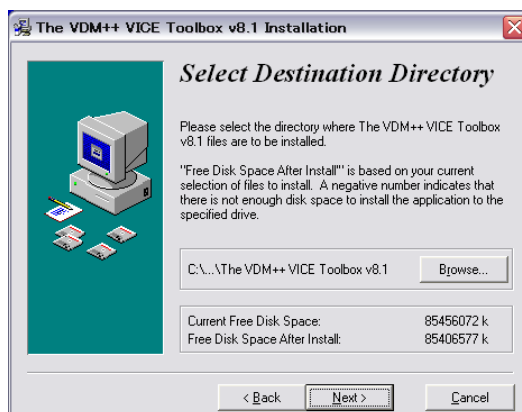 The VDM++ VICE Toolbox v8.1 Installation
Select Destination Directory
Please select the directory where The VDM++ VICE Toolbox
v8.1 files are to be installed.
"Free Disk Space After Install"" is based on your current
selection of files to install. A negative number indicates that
there is not enough disk space to install the application to the
specified drive.
C:\...\The VDM++ VICE Toolbox v8.1 Browse...
Current Free Disk Space: 85456072 k
Free Disk Space After Install: 85406577 k
< Back Next > Cancel